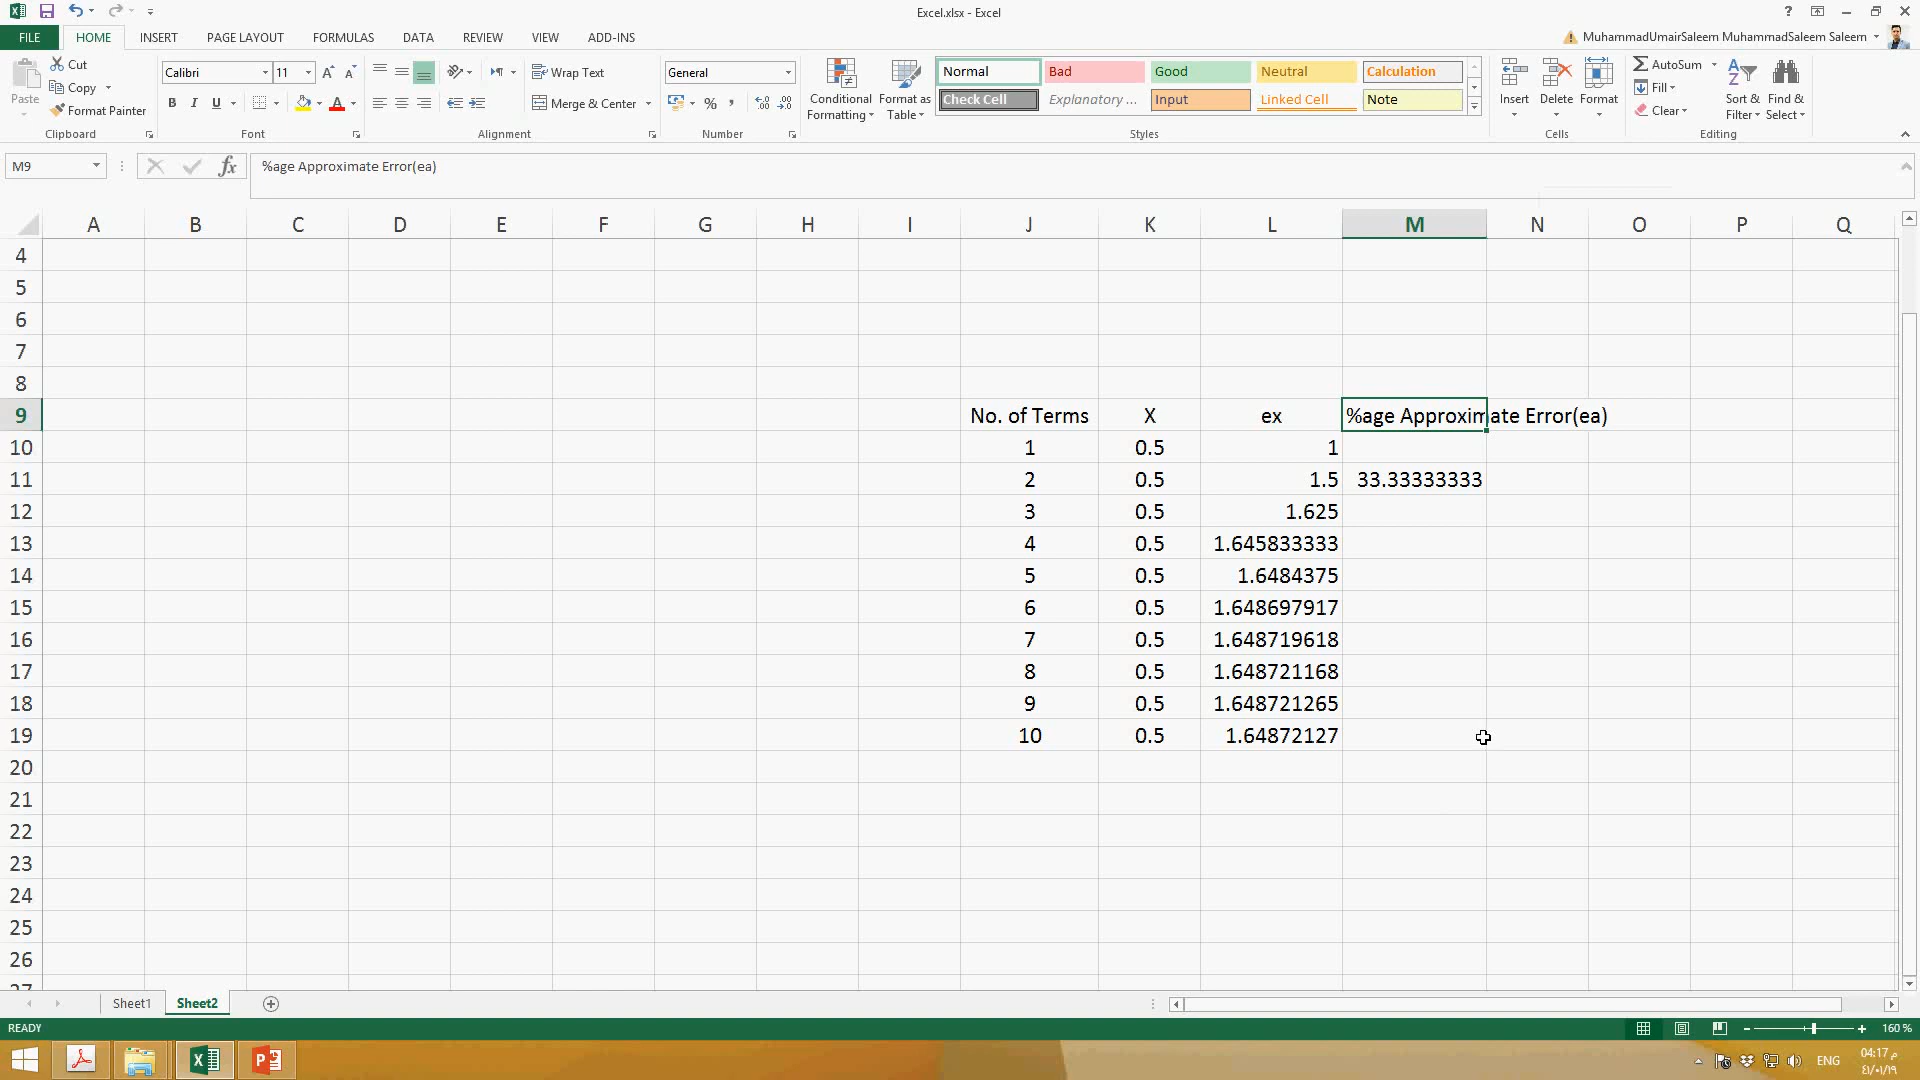 Excel.xlsx - Excel
FILE HOME INSERT PAGE LAYOUT FORMULAS DATA REVIEW VIEW ADD-INS MuhammadUmairSaleem MuhammadSaleem Saleem
Paste
Cut
Copy
Format Painter
Clipboard
Calibri 11
B I U
Font
Wrap Text
Merge & Center
Alignment
General
%
Number
Conditional Formatting
Format as Table
Normal Bad Good Neutral Calculation
Check Cell Explanatory ... Input Linked Cell Note
Styles
Insert Delete Format
Cells
AutoSum
Fill
Clear
Sort & Filter
Find & Select
Editing
M9 fx %age Approximate Error(ea)
A B C D E F G H I J K L M N O P Q
4
5
6
7
8
9 No. of Terms X ex %age Approximate Error(ea)
10 1 0.5 1
11 2 0.5 1.5 33.33333333
12 3 0.5 1.625
13 4 0.5 1.645833333
14 5 0.5 1.6484375
15 6 0.5 1.648697917
16 7 0.5 1.648719618
17 8 0.5 1.648721168
18 9 0.5 1.648721265
19 10 0.5 1.64872127
20
21
22
23
24
25
26
27
Sheet1 Sheet2
READY 160 %
ENG 04:17 م